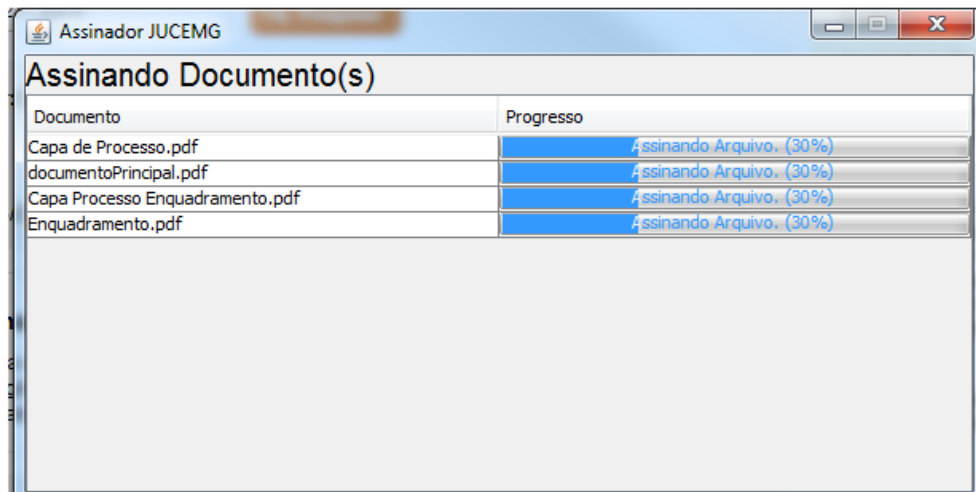 Assinador JUCEMG
Assinando Documento(s)
Documento Progresso
Capa de Processo.pdf Assinando Arquivo. (30%)
documentoPrincipal.pdf Assinando Arquivo. (30%)
Capa Processo Enquadramento.pdf Assinando Arquivo. (30%)
Enquadramento.pdf Assinando Arquivo. (30%)